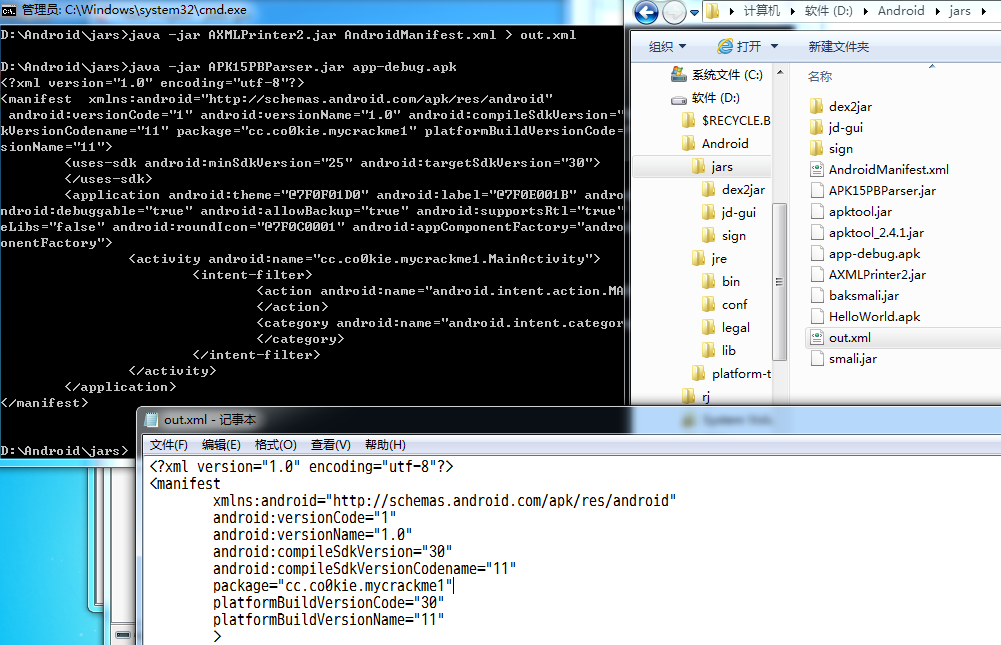 管理员: C:\Windows\system32\cmd.exe
D:\Android\jars>java -jar AXMLPrinter2.jar AndroidManifest.xml > out.xml
D:\Android\jars>java -jar APK15PBParser.jar app-debug.apk
<?xml version="1.0" encoding="utf-8"?>
<manifest  xmlns:android="http://schemas.android.com/apk/res/android"
 android:versionCode="1" android:versionName="1.0" android:compileSdkVersion="
kVersionCodename="11" package="cc.co0kie.mycrackme1" platformBuildVersionCode=
sionName="11">
<uses-sdk android:minSdkVersion="25" android:targetSdkVersion="30">
</uses-sdk>
<application android:theme="@7F0F01D0" android:label="@7F0E001B" andro
ndroid:debuggable="true" android:allowBackup="true" android:supportsRtl="true"
eLibs="false" android:roundIcon="@7F0C0001" android:appComponentFactory="andro
onentFactory">
<activity android:name="cc.co0kie.mycrackme1.MainActivity">
<intent-filter>
<action android:name="android.intent.action.MA
</action>
<category android:name="android.intent.categor
</category>
</intent-filter>
</activity>
</application>
</manifest>
D:\Android\jars>
计算机 软件 (D:) Android jars
组织 打开 新建文件夹
系统文件 (C:)
软件 (D:)
$RECYCLE.B
Android
jars
dex2jar
jd-gui
sign
jre
bin
conf
legal
lib
platform-t
rj
名称
dex2jar
jd-gui
sign
AndroidManifest.xml
APK15PBParser.jar
apktool.jar
apktool_2.4.1.jar
app-debug.apk
AXMLPrinter2.jar
baksmali.jar
HelloWorld.apk
out.xml
smali.jar
out.xml - 记事本
文件(F) 编辑(E) 格式(O) 查看(V) 帮助(H)
<?xml version="1.0" encoding="utf-8"?>
<manifest
xmlns:android="http://schemas.android.com/apk/res/android"
android:versionCode="1"
android:versionName="1.0"
android:compileSdkVersion="30"
android:compileSdkVersionCodename="11"
package="cc.co0kie.mycrackme1"
platformBuildVersionCode="30"
platformBuildVersionName="11"
>